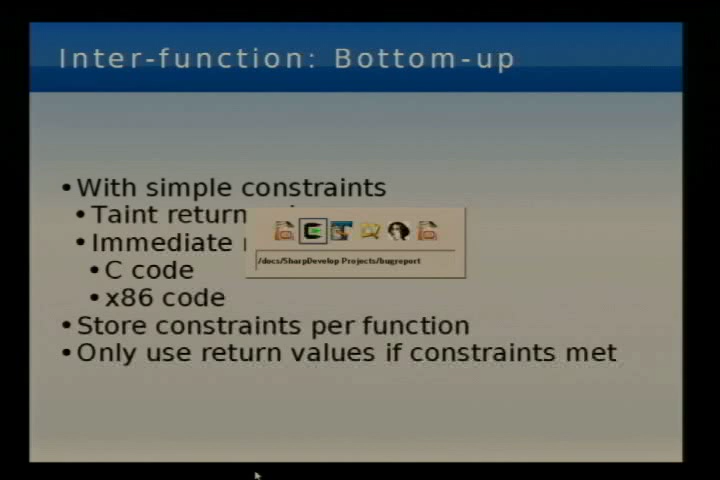 Inter-function: Bottom-up
• With simple constraints
• Taint return
• Immediate
• C code
• x86 code
/docs/SharpDevelop Projects/bugreport
• Store constraints per function
• Only use return values if constraints met